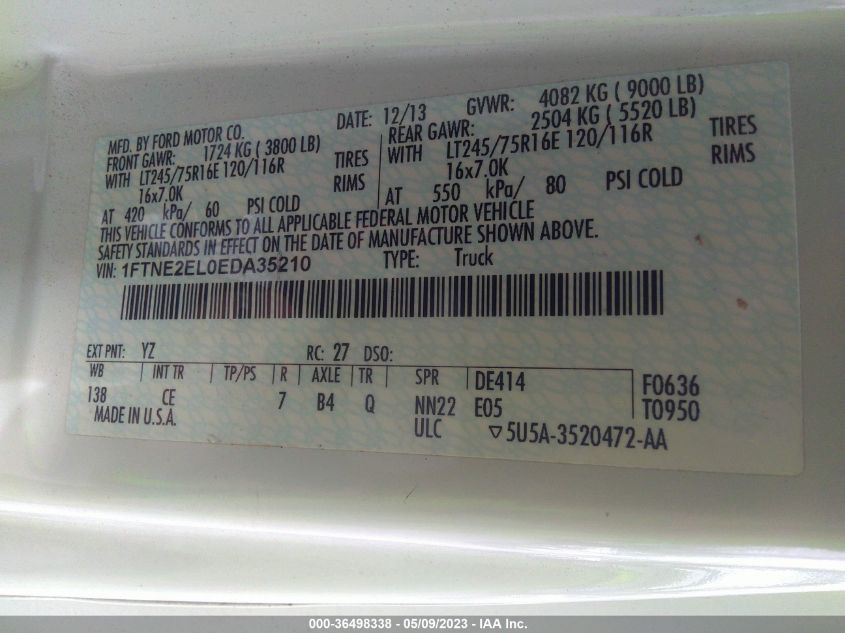 MFD. BY FORD MOTOR CO.
DATE: 12/13 GVWR: 4082 KG ( 9000 LB)
FRONT GAWR: 1724 KG ( 3800 LB)
REAR GAWR: 2504 KG ( 5520 LB)
WITH LT245/75R16E 120/116R TIRES
WITH LT245/75R16E 120/116R TIRES
16x7.0K RIMS
16x7.0K RIMS
AT 420 kPa/ 60 PSI COLD
AT 550 kPa/ 80 PSI COLD
THIS VEHICLE CONFORMS TO ALL APPLICABLE FEDERAL MOTOR VEHICLE
SAFETY STANDARDS IN EFFECT ON THE DATE OF MANUFACTURE SHOWN ABOVE.
VIN: 1FTNE2EL0EDA35210 TYPE: Truck
EXT PNT: YZ RC: 27 DSO:
WB INT TR TP/PS R AXLE TR SPR DE414 F0636
138 CE 7 B4 Q NN22 E05 T0950
MADE IN U.S.A. ULC ▽5U5A-3520472-AA
000-36498338 - 05/09/2023 - IAA Inc.